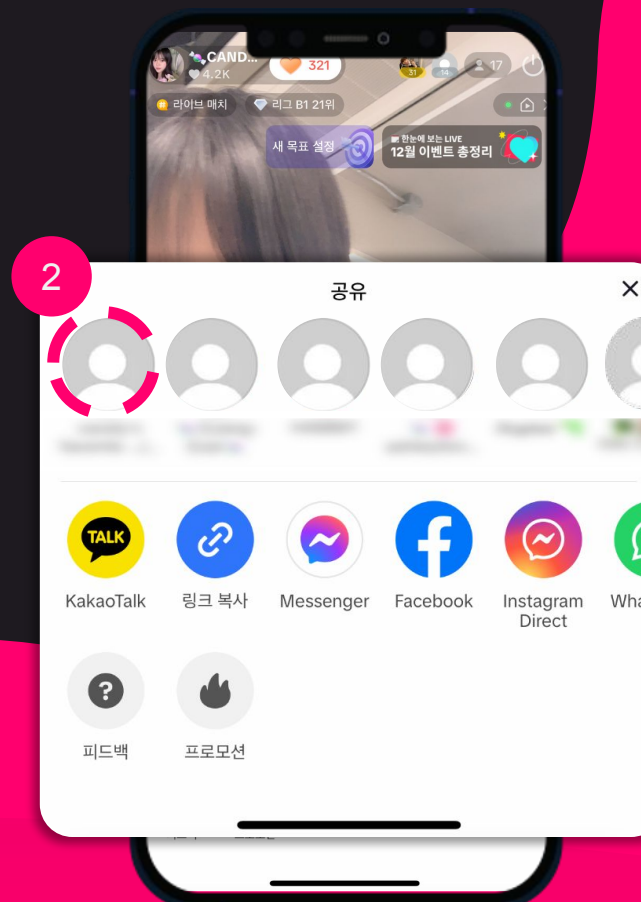 CAND...
321
4.2K
31
14
17
라이브 매치
리그 B1 21위
새 목표 설정
한눈에 보는 LIVE
12월 이벤트 총정리
2
공유
TALK
KakaoTalk
링크 복사
Messenger
Facebook
Instagram
Direct
피드백
프로모션